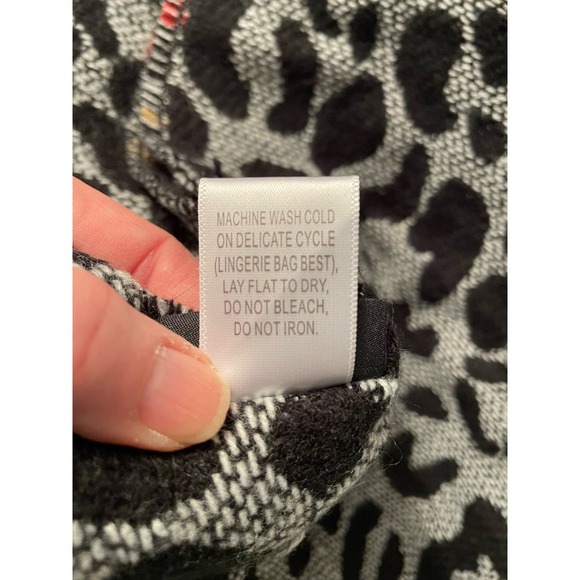 MACHINE WASH COLD
ON DELICATE CYCLE
(LINGERIE BAG BEST),
LAY FLAT TO DRY,
DO NOT BLEACH,
DO NOT IRON.